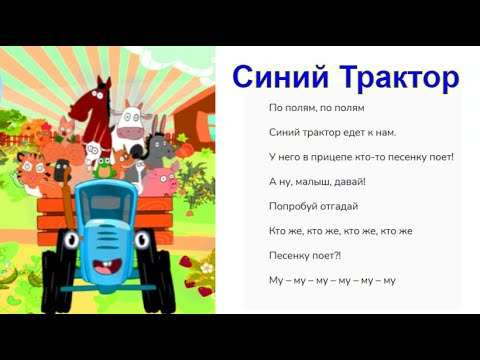 Синий Трактор
По полям, по полям
Синий трактор едет к нам.
У него в прицепе кто-то песенку поет!
А ну, малыш, давай!
Попробуй отгадай
Кто же, кто же, кто же, кто же
Песенку поет?!
Му – му – му – му – му – му